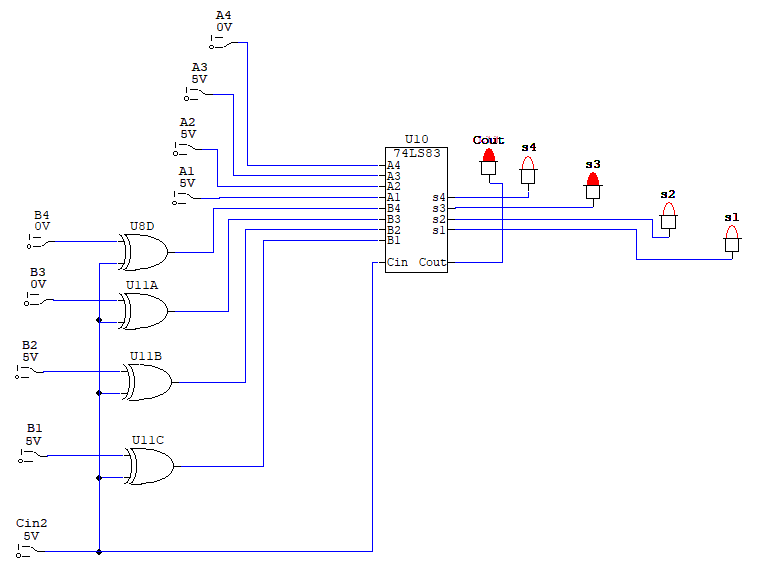 A4
0V
A3
5V
A2
5V
A1
5V
B4
0V
U8D
B3
0V
U11A
B2
5V
U11B
B1
5V
U11C
Cin2
5V
U10
74LS83
A4
A3
A2
A1
B4
B3
B2
B1
Cin
s4
s3
s2
s1
Cout
Cout
s4
s3
s2
s1